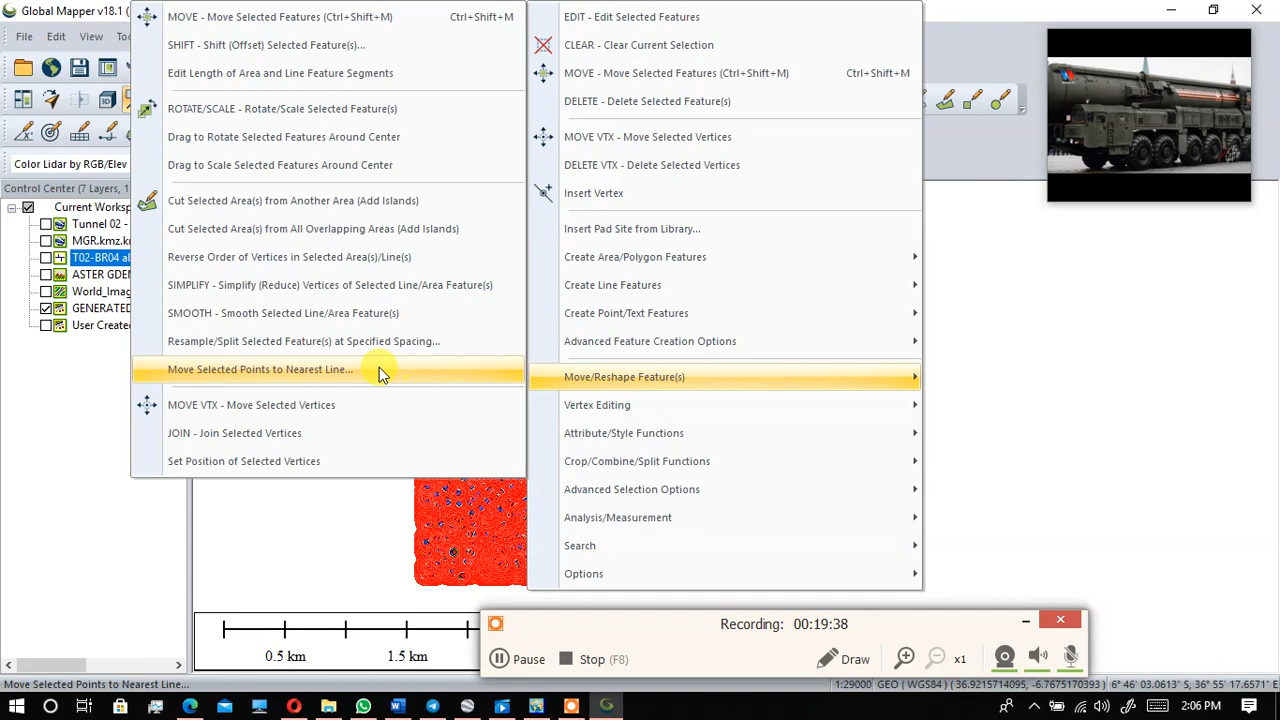 Global Mapper v18.1
File
Edit
View
Color Lidar by RGB/Elev
Control Center (7 Layers, 1
Current Worksp
Tunnel 02 -
MGR.kmz.kr
T02-BR04 al
ASTER GDEN
World_Imag
GENERATED
User Created
MOVE - Move Selected Features (Ctrl+Shift+M) Ctrl+Shift+M
SHIFT - Shift (Offset) Selected Feature(s)...
Edit Length of Area and Line Feature Segments
ROTATE/SCALE - Rotate/Scale Selected Feature(s)
Drag to Rotate Selected Features Around Center
Drag to Scale Selected Features Around Center
Cut Selected Area(s) from Another Area (Add Islands)
Cut Selected Area(s) from All Overlapping Areas (Add Islands)
Reverse Order of Vertices in Selected Area(s)/Line(s)
SIMPLIFY - Simplify (Reduce) Vertices of Selected Line/Area Feature(s)
SMOOTH - Smooth Selected Line/Area Feature(s)
Resample/Split Selected Feature(s) at Specified Spacing...
Move Selected Points to Nearest Line...
MOVE VTX - Move Selected Vertices
JOIN - Join Selected Vertices
Set Position of Selected Vertices
EDIT - Edit Selected Features
CLEAR - Clear Current Selection
MOVE - Move Selected Features (Ctrl+Shift+M) Ctrl+Shift+M
DELETE - Delete Selected Feature(s)
MOVE VTX - Move Selected Vertices
DELETE VTX - Delete Selected Vertices
Insert Vertex
Insert Pad Site from Library...
Create Area/Polygon Features
Create Line Features
Create Point/Text Features
Advanced Feature Creation Options
Move/Reshape Feature(s)
Vertex Editing
Attribute/Style Functions
Crop/Combine/Split Functions
Advanced Selection Options
Analysis/Measurement
Search
Options
Recording: 00:19:38
Pause
Stop (F8)
Draw
x1
0.5 km
1.5 km
Move Selected Points to Nearest Line...
1:29000
GEO (WGS84) ( 36.9215714095, -6.7675170393 )
6° 46' 03.0613" S, 36° 55' 17.6571" E
2:06 PM